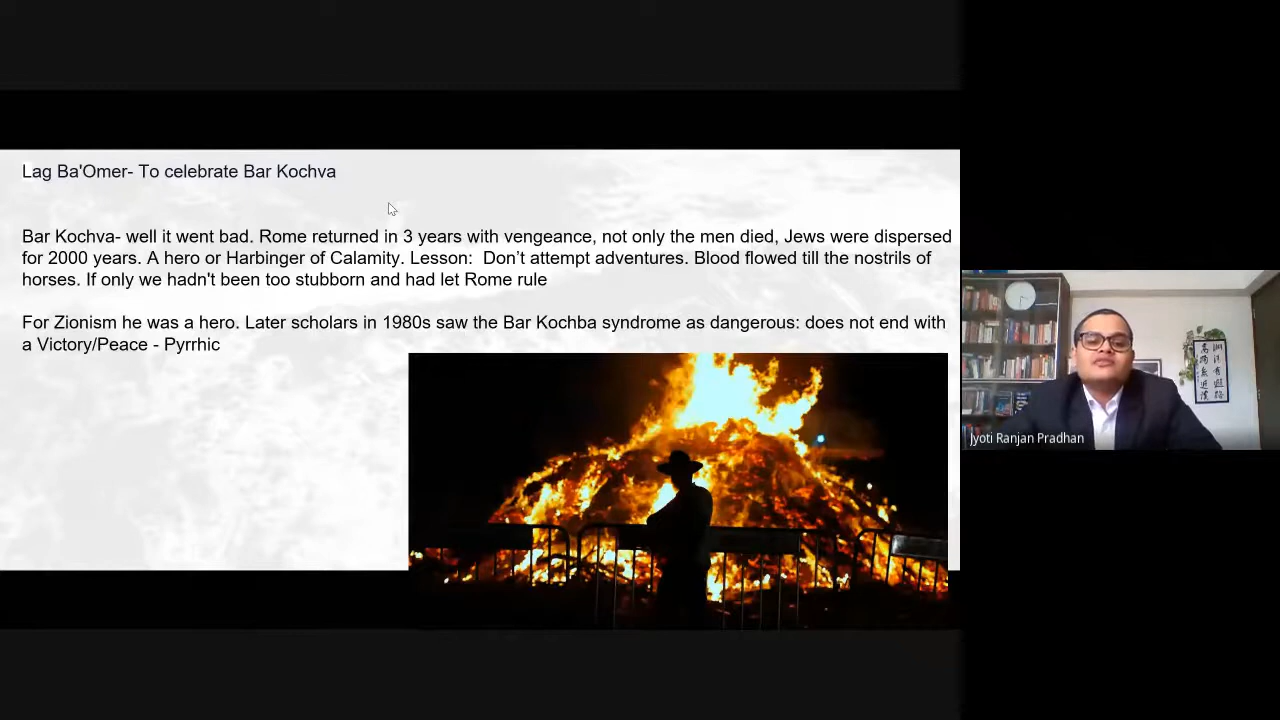 Lag Ba'Omer- To celebrate Bar Kochva
Bar Kochva- well it went bad. Rome returned in 3 years with vengeance, not only the men died, Jews were dispersed
for 2000 years. A hero or Harbinger of Calamity. Lesson:  Don't attempt adventures. Blood flowed till the nostrils of
horses. If only we hadn't been too stubborn and had let Rome rule
For Zionism he was a hero. Later scholars in 1980s saw the Bar Kochba syndrome as dangerous: does not end with
a Victory/Peace - Pyrrhic
Jyoti Ranjan Pradhan